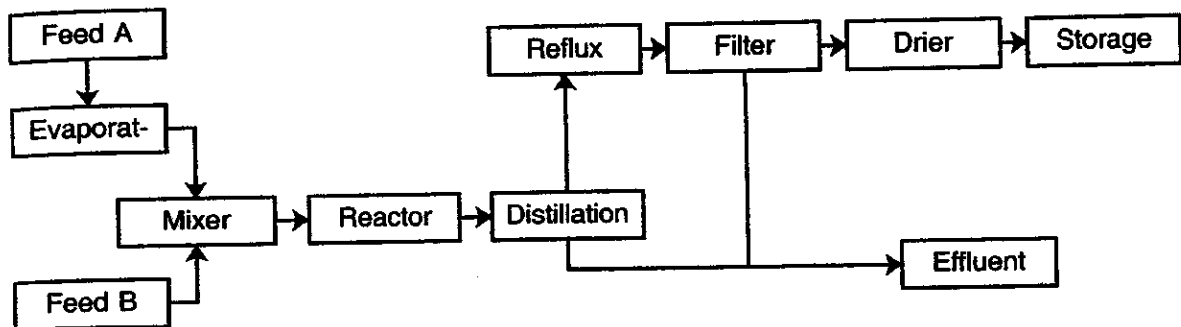 Feed A
Reflux
Filter
Drier
Storage
Evaporat-
Mixer
Reactor
Distillation
Effluent
Feed B